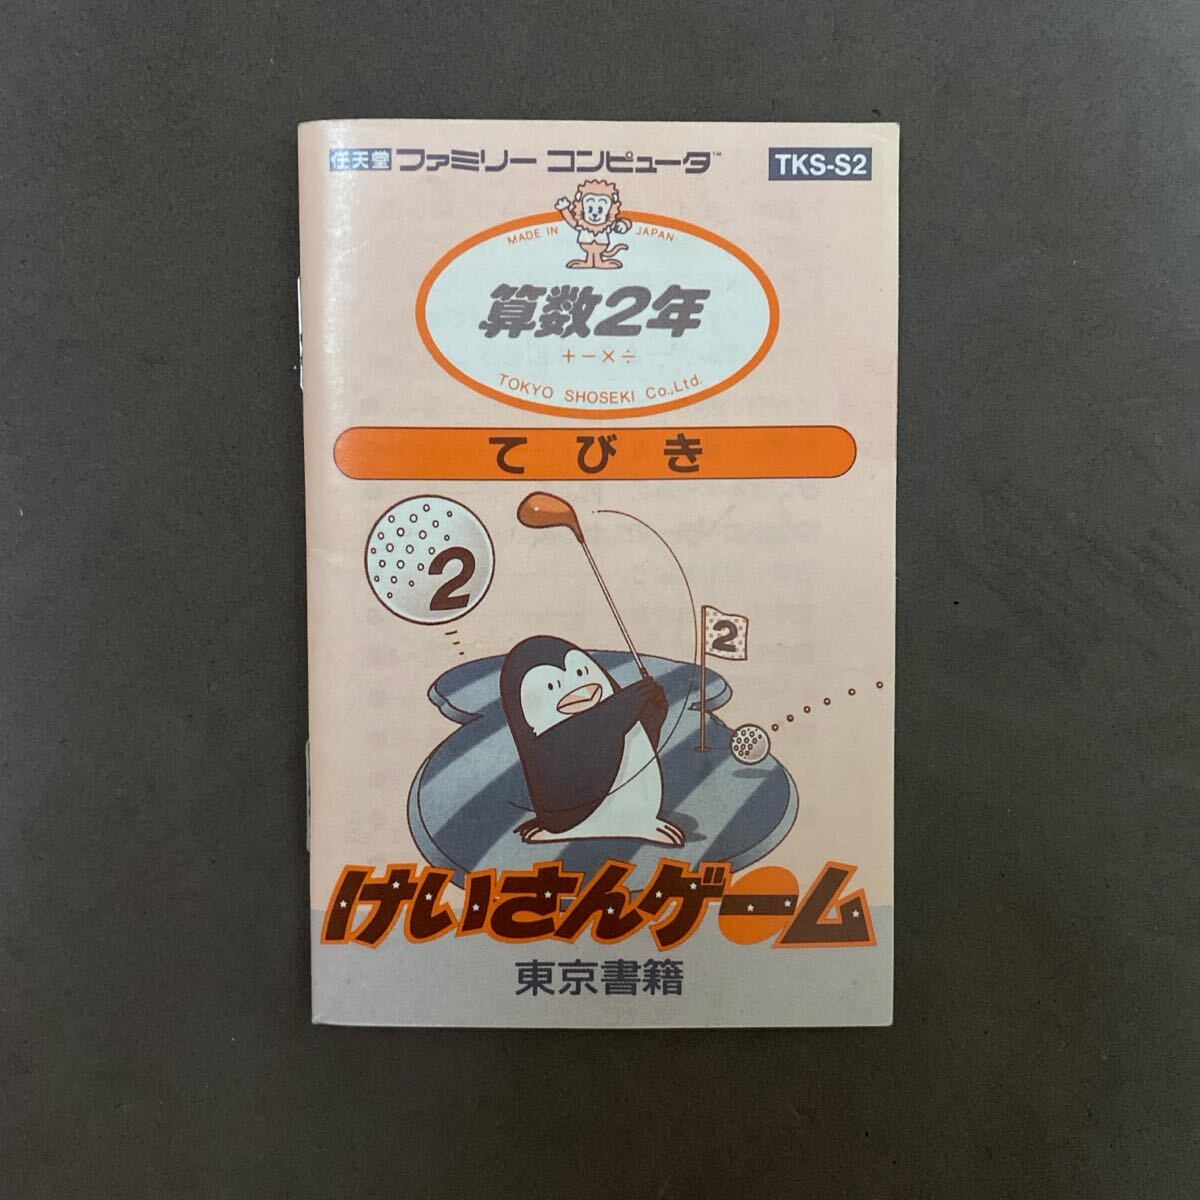 任天堂 ファミリー コンピュータ™ TKS-S2
MADE IN JAPAN
算数2年
+-×÷
TOKYO SHOSEKI Co.,Ltd.
てびき
2
2
けいさんゲーム
東京書籍